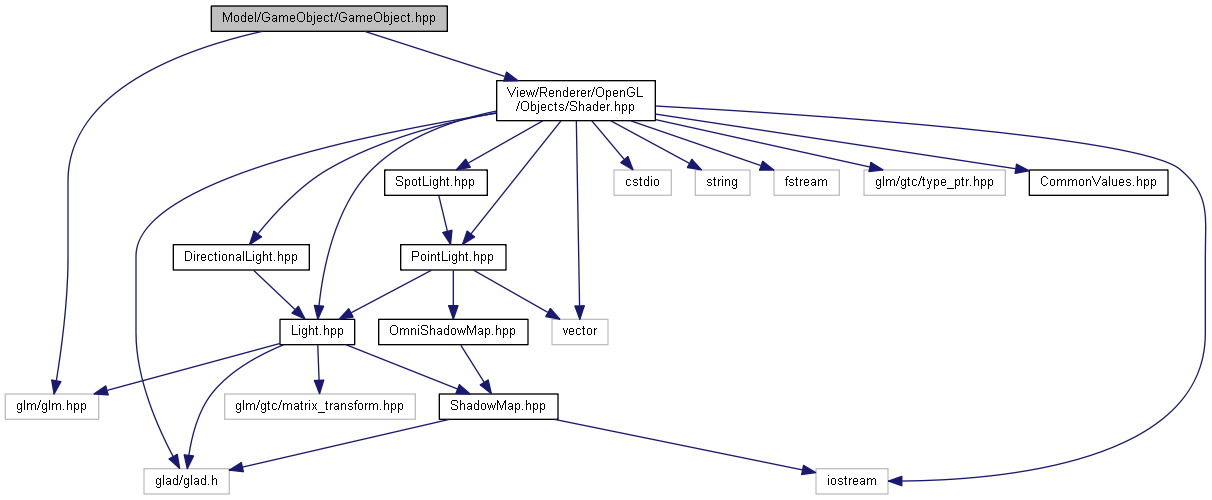 Model/GameObject/GameObject.hpp
View/Renderer/OpenGL
/Objects/Shader.hpp
SpotLight.hpp
cstdio
string
fstream
glm/gtc/type_ptr.hpp
CommonValues.hpp
DirectionalLight.hpp
PointLight.hpp
Light.hpp
OmniShadowMap.hpp
vector
glm/glm.hpp
glm/gtc/matrix_transform.hpp
ShadowMap.hpp
glad/glad.h
iostream